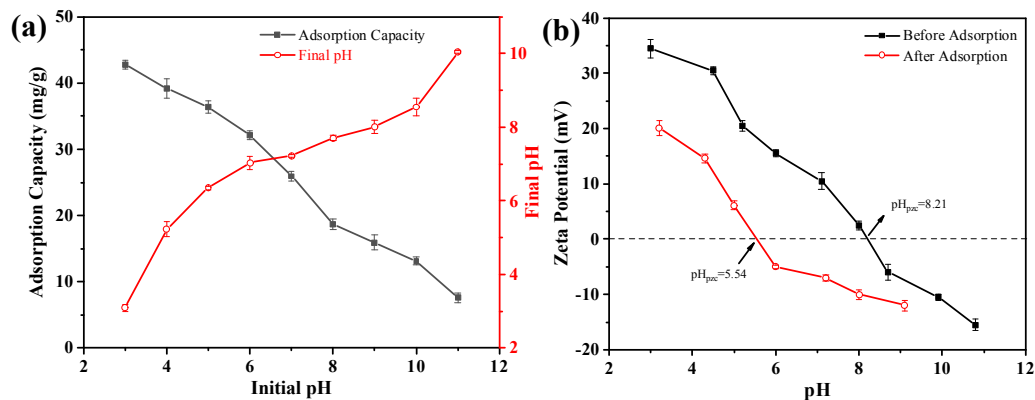 (a)
Adsorption Capacity
Final pH
Adsorption Capacity (mg/g)
50
40
30
20
10
0
2
4
6
8
10
12
Initial pH
10
8
6
4
2
Final pH
(b)
Before Adsorption
After Adsorption
Zeta Potential (mV)
40
30
20
10
0
-10
-20
pHpzc=8.21
pHpzc=5.54
2
4
6
8
10
12
pH